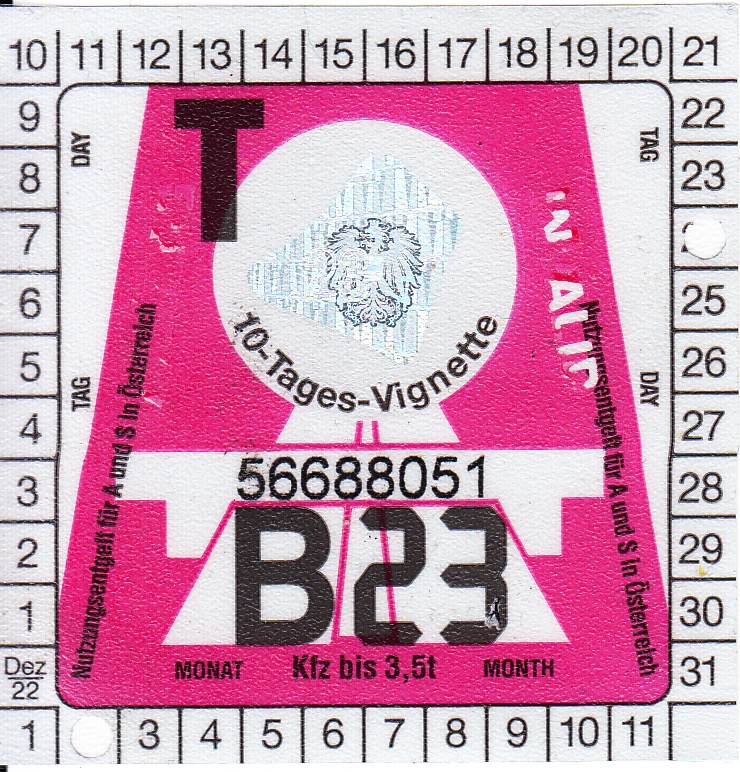 10 11 12 13 14 15 16 17 18 19 20 21
9 DAY T TAG 22
8 23
7
6 25
5 26
10-Tages-Vignette
TAG DAY
4 27
Nutzungsentgelt für A und S in Österreich
Nutzungsentgelt für A und S in Österreich
3 56688051 28
2 B23 29
1 30
Dez
22
MONAT Kfz bis 3,5t MONTH
31
1 3 4 5 6 7 8 9 10 11